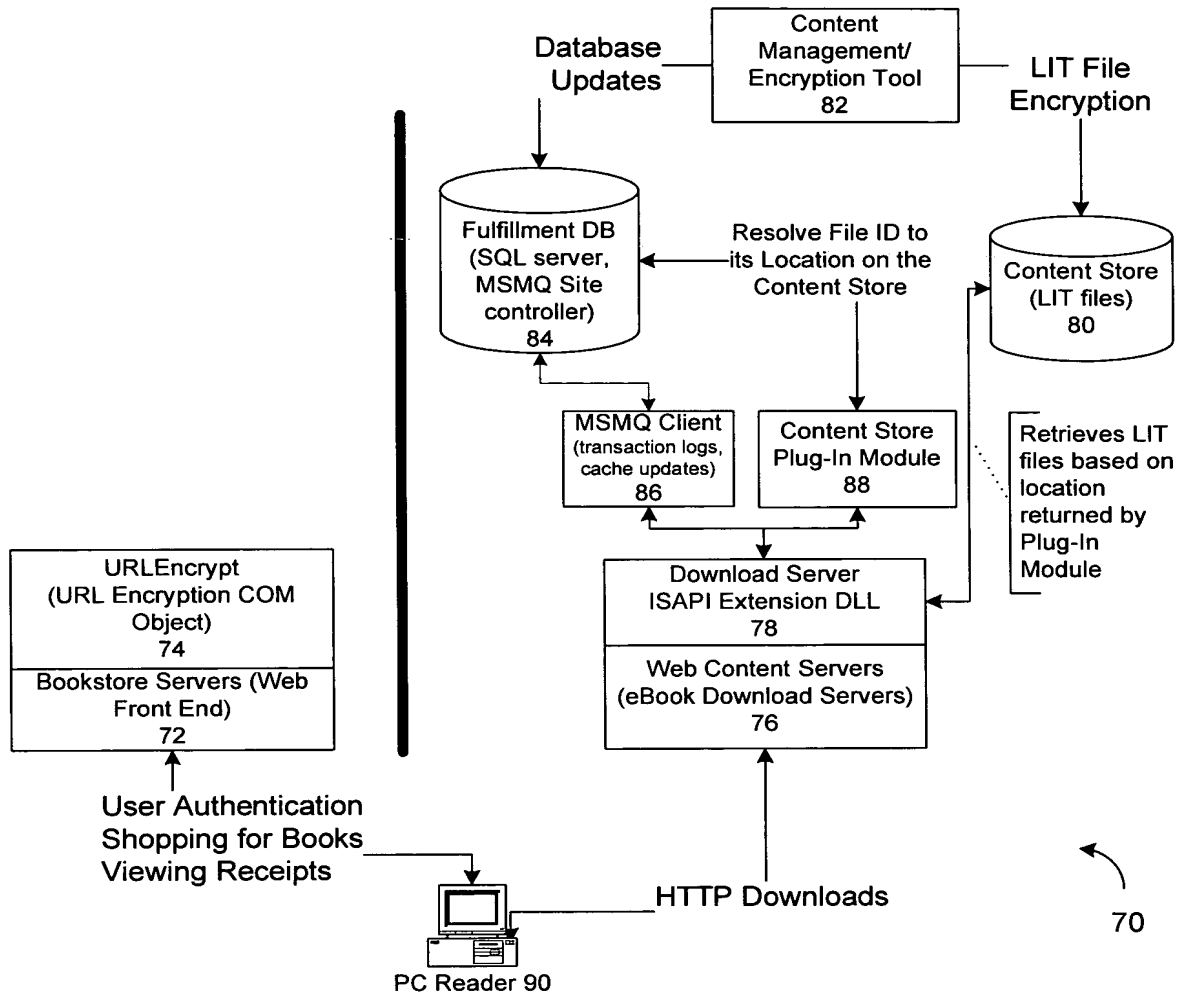 Content
Management/
Encryption Tool
82
Database
Updates
LIT File
Encryption
Fulfillment DB
(SQL server,
MSMQ Site
controller)
84
Resolve File ID to
its Location on the
Content Store
Content Store
(LIT files)
80
MSMQ Client
(transaction logs,
cache updates)
86
Content Store
Plug-In Module
88
Retrieves LIT
files based on
location
returned by
Plug-In
Module
URLEncrypt
(URL Encryption COM
Object)
74
Bookstore Servers (Web
Front End)
72
Download Server
ISAPI Extension DLL
78
Web Content Servers
(eBook Download Servers)
76
User Authentication
Shopping for Books
Viewing Receipts
HTTP Downloads
70
PC Reader 90